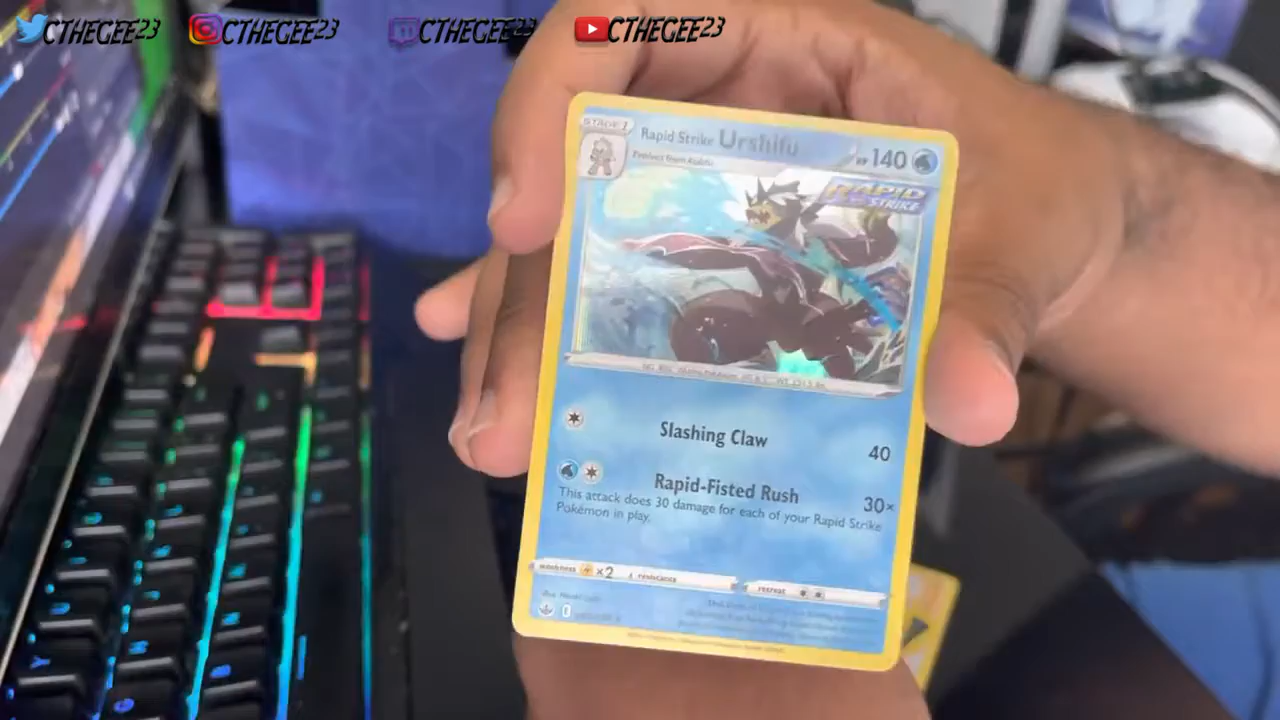 CTHEGEE23 CTHEGEE23 CTHEGEE23 CTHEGEE23
STAGE 1
Rapid Strike Urshifu
HP 140
Evolves from Kubfu
RAPID
STRIKE
Slashing Claw 40
Rapid-Fisted Rush 30×
This attack does 30 damage for each of your Rapid Strike
Pokémon in play.
weakness ×2 resistance retreat